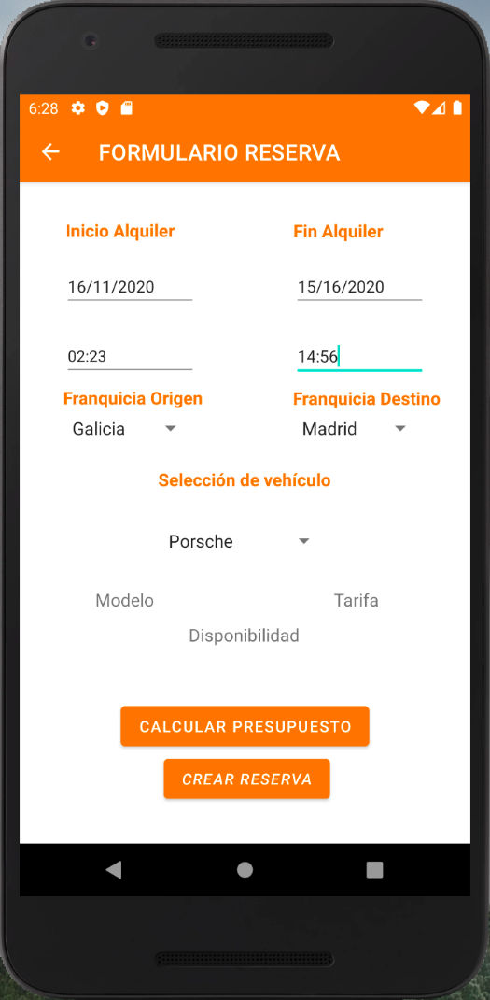 6:28
FORMULARIO RESERVA
Inicio Alquiler Fin Alquiler
16/11/2020 15/16/2020
02:23 14:56
Franquicia Origen Franquicia Destino
Galicia Madrid
Selección de vehículo
Porsche
Modelo Tarifa
Disponibilidad
CALCULAR PRESUPUESTO
CREAR RESERVA